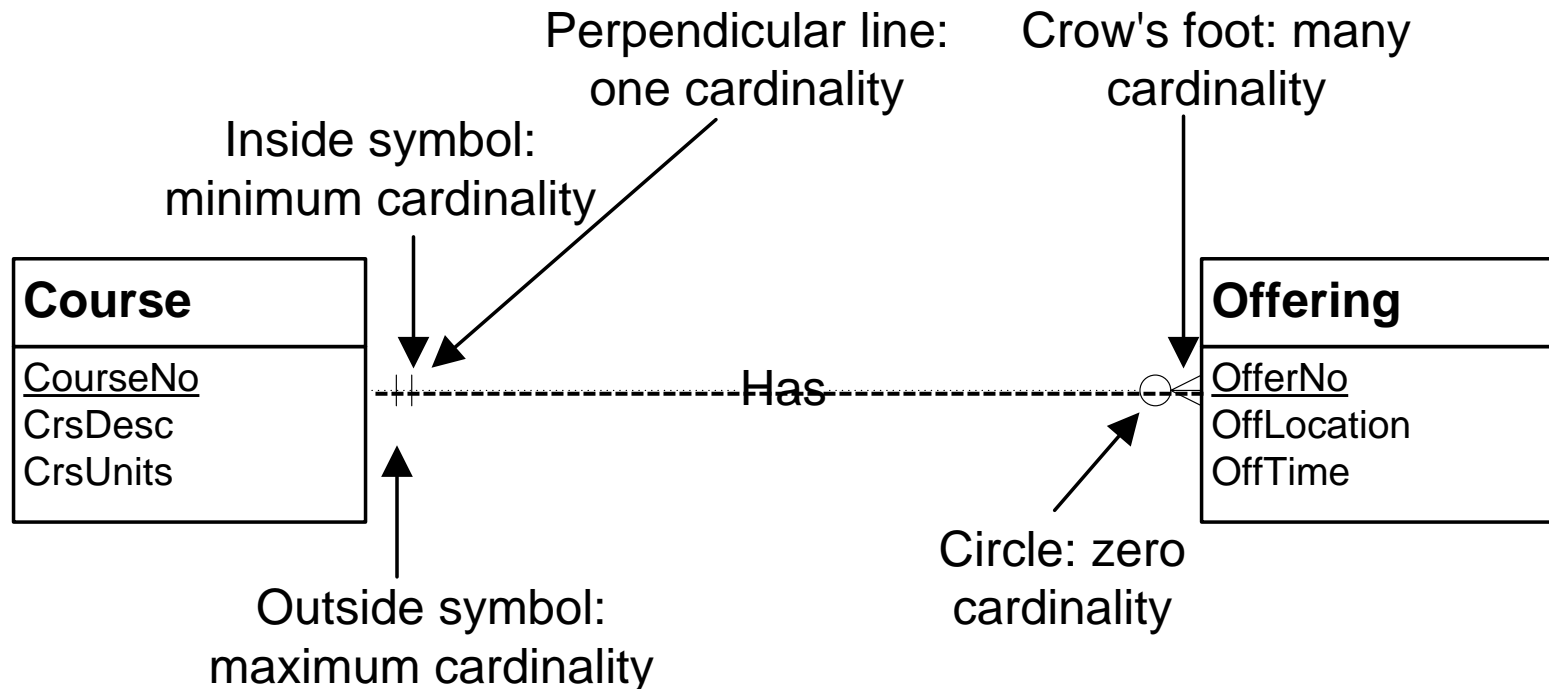 Perpendicular line:
one cardinality
Crow's foot: many
cardinality
Inside symbol:
minimum cardinality
Course
CourseNo
CrsDesc
CrsUnits
Has
Offering
OfferNo
OffLocation
OffTime
Circle: zero
cardinality
Outside symbol:
maximum cardinality